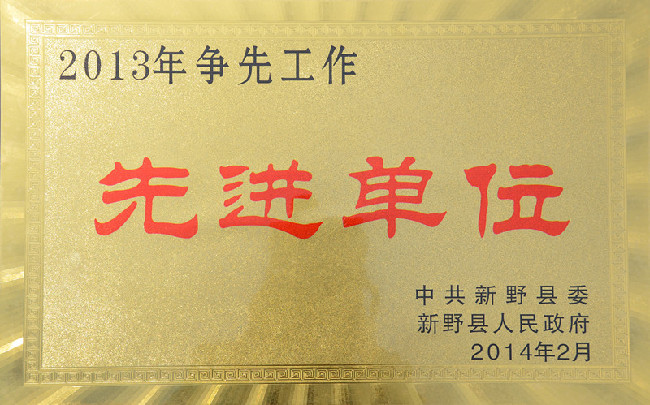 2013年争先工作
先进单位
中共新野县委
新野县人民政府
2014年2月